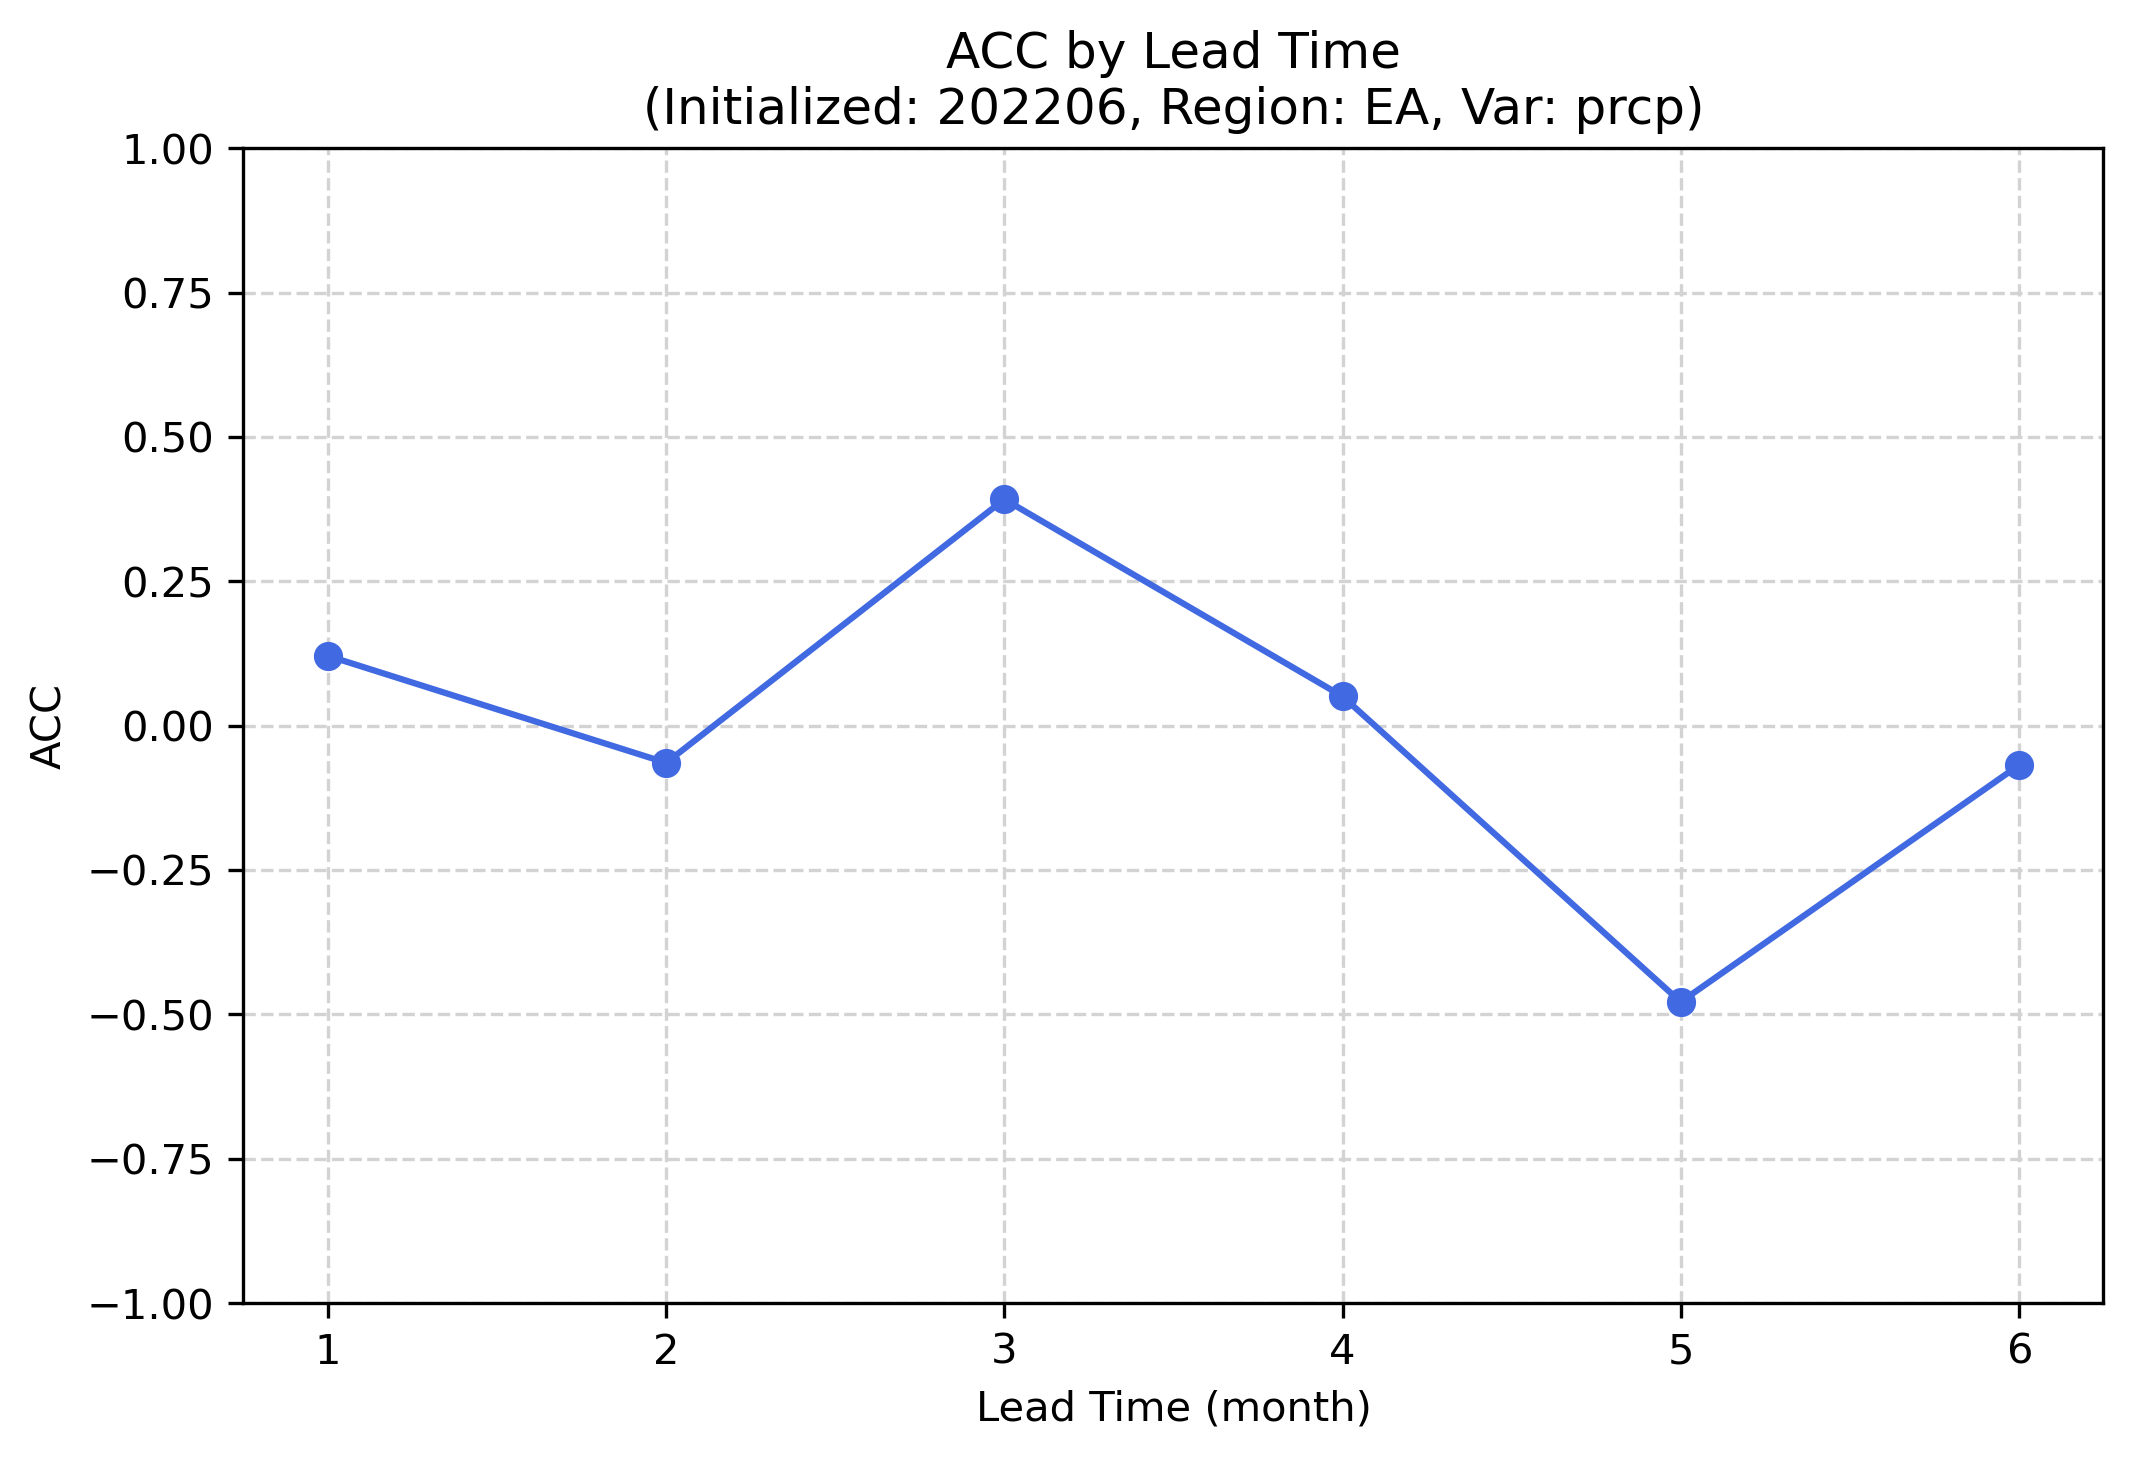 ACC by Lead Time
(Initialized: 202206, Region: EA, Var: prcp)
1.00
0.75
0.50
0.25
0.00
−0.25
−0.50
−0.75
−1.00
ACC
1 2 3 4 5 6
Lead Time (month)